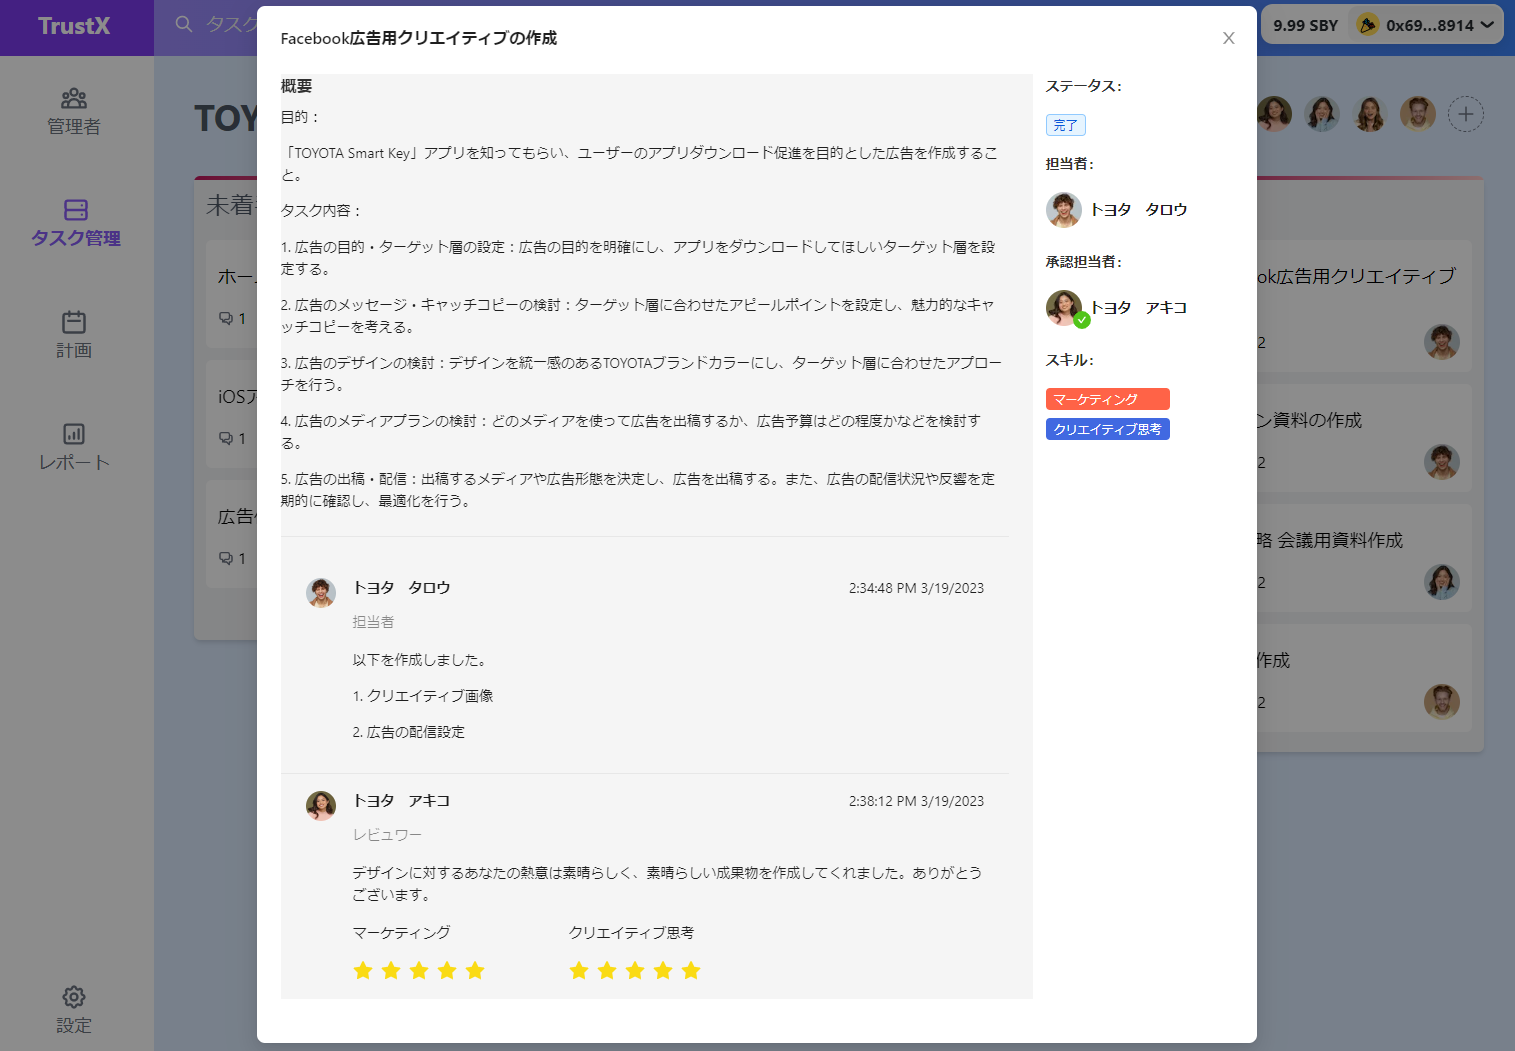 TrustX
タスク
9.99 SBY
0x69...8914
管理者
タスク管理
計画
レポート
設定
TOY
未着
ホー
1
iOS
1
広告
1
Facebook広告用クリエイティブの作成
概要
目的：
「TOYOTA Smart Key」アプリを知ってもらい、ユーザーのアプリダウンロード促進を目的とした広告を作成するこ
と。
タスク内容：
1. 広告の目的・ターゲット層の設定：広告の目的を明確にし、アプリをダウンロードしてほしいターゲット層を設
定する。
2. 広告のメッセージ・キャッチコピーの検討：ターゲット層に合わせたアピールポイントを設定し、魅力的なキャ
ッチコピーを考える。
3. 広告のデザインの検討：デザインを統一感のあるTOYOTAブランドカラーにし、ターゲット層に合わせたアプロー
チを行う。
4. 広告のメディアプランの検討：どのメディアを使って広告を出稿するか、広告予算はどの程度かなどを検討す
る。
5. 広告の出稿・配信：出稿するメディアや広告形態を決定し、広告を出稿する。また、広告の配信状況や反響を定
期的に確認し、最適化を行う。
トヨタ　タロウ
2:34:48 PM 3/19/2023
担当者
以下を作成しました。
1. クリエイティブ画像
2. 広告の配信設定
トヨタ　アキコ
2:38:12 PM 3/19/2023
レビュワー
デザインに対するあなたの熱意は素晴らしく、素晴らしい成果物を作成してくれました。ありがとう
ございます。
マーケティング
クリエイティブ思考
ステータス:
完了
担当者:
トヨタ　タロウ
承認担当者:
トヨタ　アキコ
スキル:
マーケティング
クリエイティブ思考
ok広告用クリエイティブ
2
ン資料の作成
2
略 会議用資料作成
2
作成
2